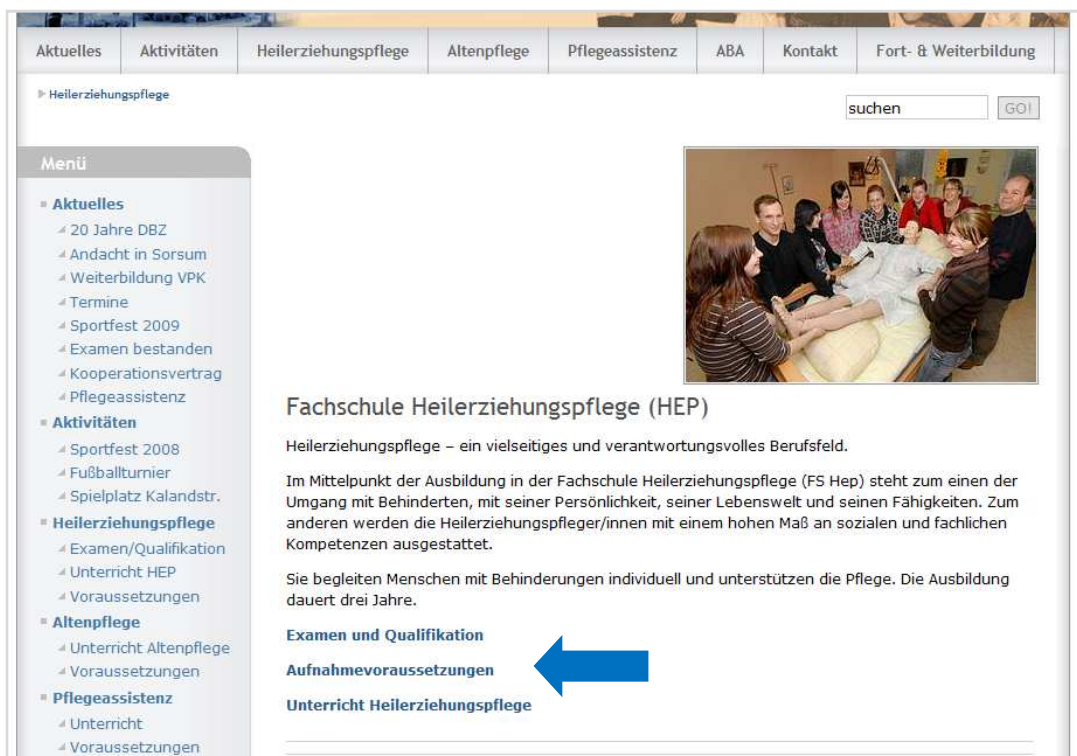 Aktuelles Aktivitäten Heilerziehungspflege Altenpflege Pflegeassistenz ABA Kontakt Fort- & Weiterbildung
Heilerziehungspflege
suchen GO!
Menü
Aktuelles
20 Jahre DBZ
Andacht in Sorsum
Weiterbildung VPK
Termine
Sportfest 2009
Examen bestanden
Kooperationsvertrag
Pflegeassistenz
Aktivitäten
Sportfest 2008
Fußballturnier
Spielplatz Kalandstr.
Heilerziehungspflege
Examen/Qualifikation
Unterricht HEP
Voraussetzungen
Altenpflege
Unterricht Altenpflege
Voraussetzungen
Pflegeassistenz
Unterricht
Voraussetzungen
Fachschule Heilerziehungspflege (HEP)
Heilerziehungspflege – ein vielseitiges und verantwortungsvolles Berufsfeld.
Im Mittelpunkt der Ausbildung in der Fachschule Heilerziehungspflege (FS Hep) steht zum einen der
Umgang mit Behinderten, mit seiner Persönlichkeit, seiner Lebenswelt und seinen Fähigkeiten. Zum
anderen werden die Heilerziehungspfleger/innen mit einem hohen Maß an sozialen und fachlichen
Kompetenzen ausgestattet.
Sie begleiten Menschen mit Behinderungen individuell und unterstützen die Pflege. Die Ausbildung
dauert drei Jahre.
Examen und Qualifikation
Aufnahmevoraussetzungen
Unterricht Heilerziehungspflege